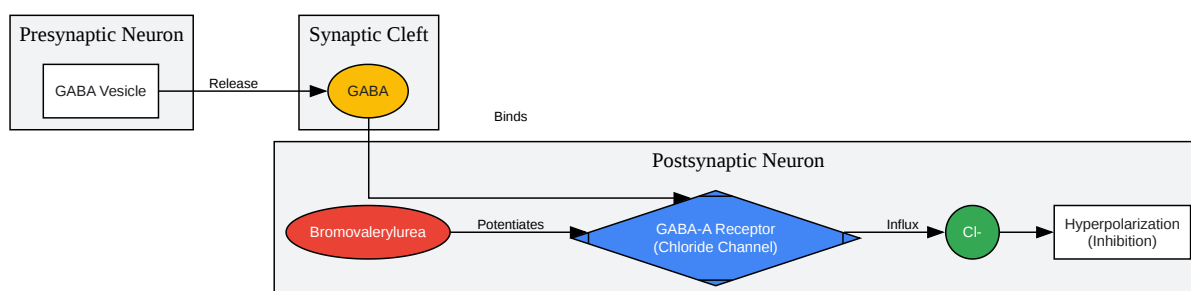 Presynaptic Neuron
GABA Vesicle
Release
Synaptic Cleft
GABA
Binds
Postsynaptic Neuron
Bromovalerylurea
Potentiates
GABA-A Receptor
(Chloride Channel)
Influx
Cl-
Hyperpolarization
(Inhibition)